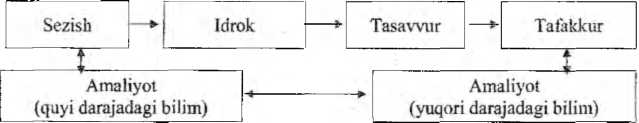 Sezish
Idrok
Tasavvur
Tafakkur
Amaliyot
(quyi darajadagi bilim)
Amaliyot
(yuqori darajadagi bilim)